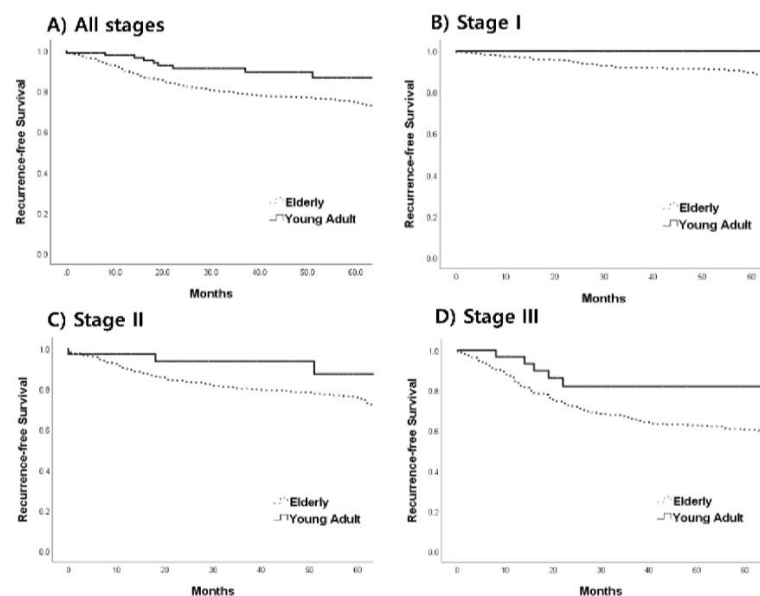 A) All stages
Recurrence-free Survival
1.0
0.8
0.6
0.4
0.2
0.0
Elderly
Young Adult
.0 10.0 20.0 30.0 40.0 50.0 60.0
Months
B) Stage I
Recurrence-free Survival
1.0
0.8
0.6
0.4
0.2
0.0
Elderly
Young Adult
0 10 20 30 40 50 60
Months
C) Stage II
Recurrence-free Survival
1.0
0.8
0.6
0.4
0.2
0.0
Elderly
Young Adult
0 10 20 30 40 50 60
Months
D) Stage III
Recurrence-free Survival
1.0
0.8
0.6
0.4
0.2
0.0
Elderly
Young Adult
0 10 20 30 40 50 60
Months